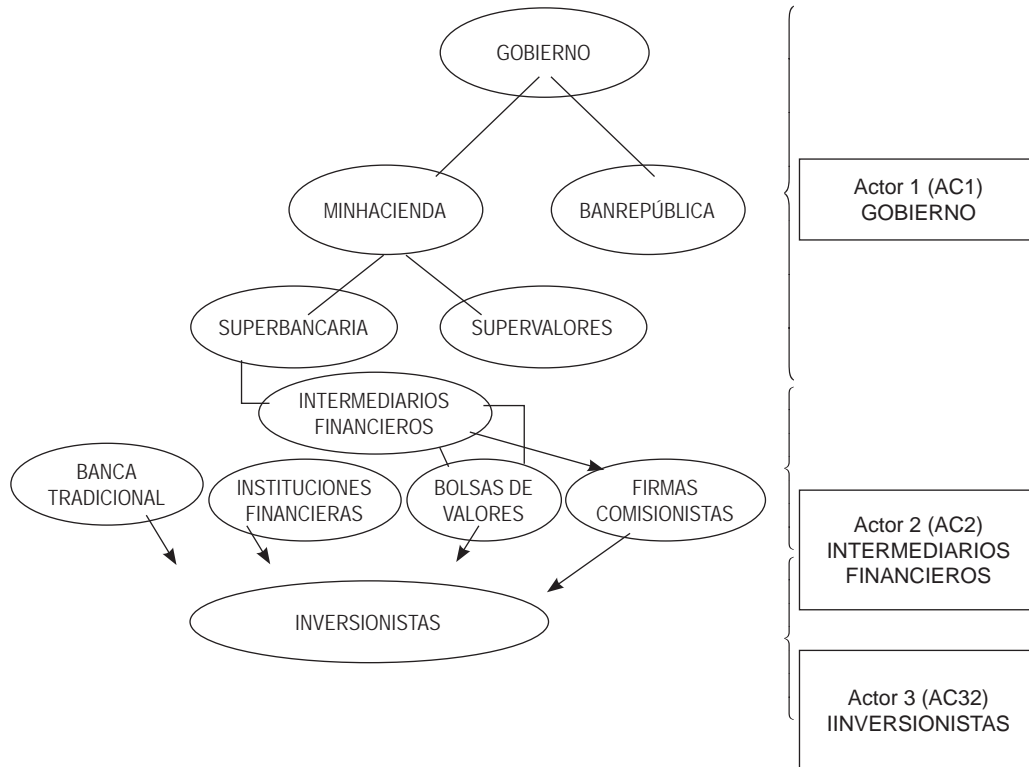 GOBIERNO
MINHACIENDA
BANREPÚBLICA
Actor 1 (AC1)
GOBIERNO
SUPERBANCARIA
SUPERVALORES
INTERMEDIARIOS
FINANCIEROS
BANCA
TRADICIONAL
INSTITUCIONES
FINANCIERAS
BOLSAS DE
VALORES
FIRMAS
COMISIONISTAS
Actor 2 (AC2)
INTERMEDIARIOS
FINANCIEROS
INVERSIONISTAS
Actor 3 (AC32)
IINVERSIONISTAS